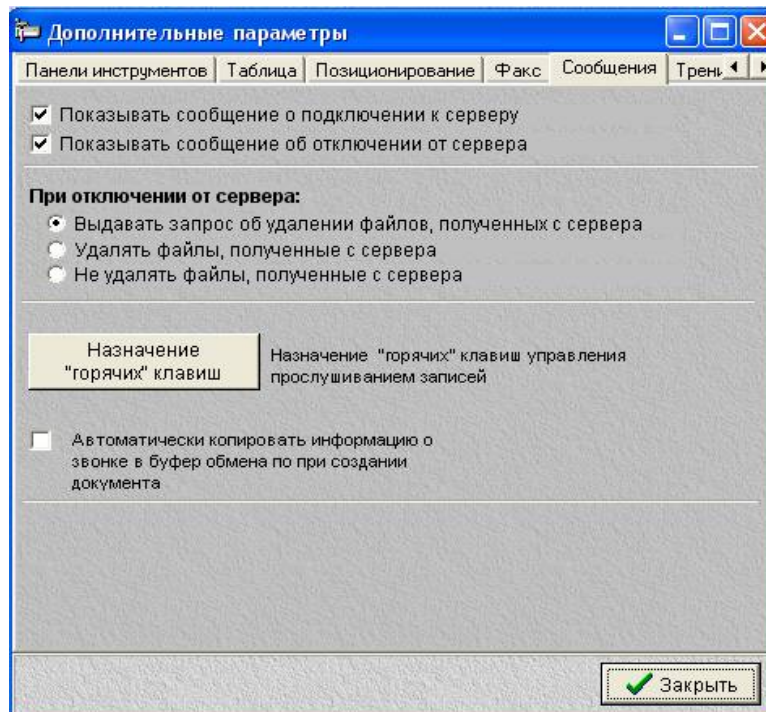 Дополнительные параметры
Панели инструментов Таблица Позиционирование Факс Сообщения Трени
Показывать сообщение о подключении к серверу
Показывать сообщение об отключении от сервера
При отключении от сервера:
Выдавать запрос об удалении файлов, полученных с сервера
Удалять файлы, полученные с сервера
Не удалять файлы, полученные с сервера
Назначение
"горячих" клавиш
Назначение "горячих" клавиш управления
прослушиванием записей
Автоматически копировать информацию о
звонке в буфер обмена по при создании
документа
Закрыть